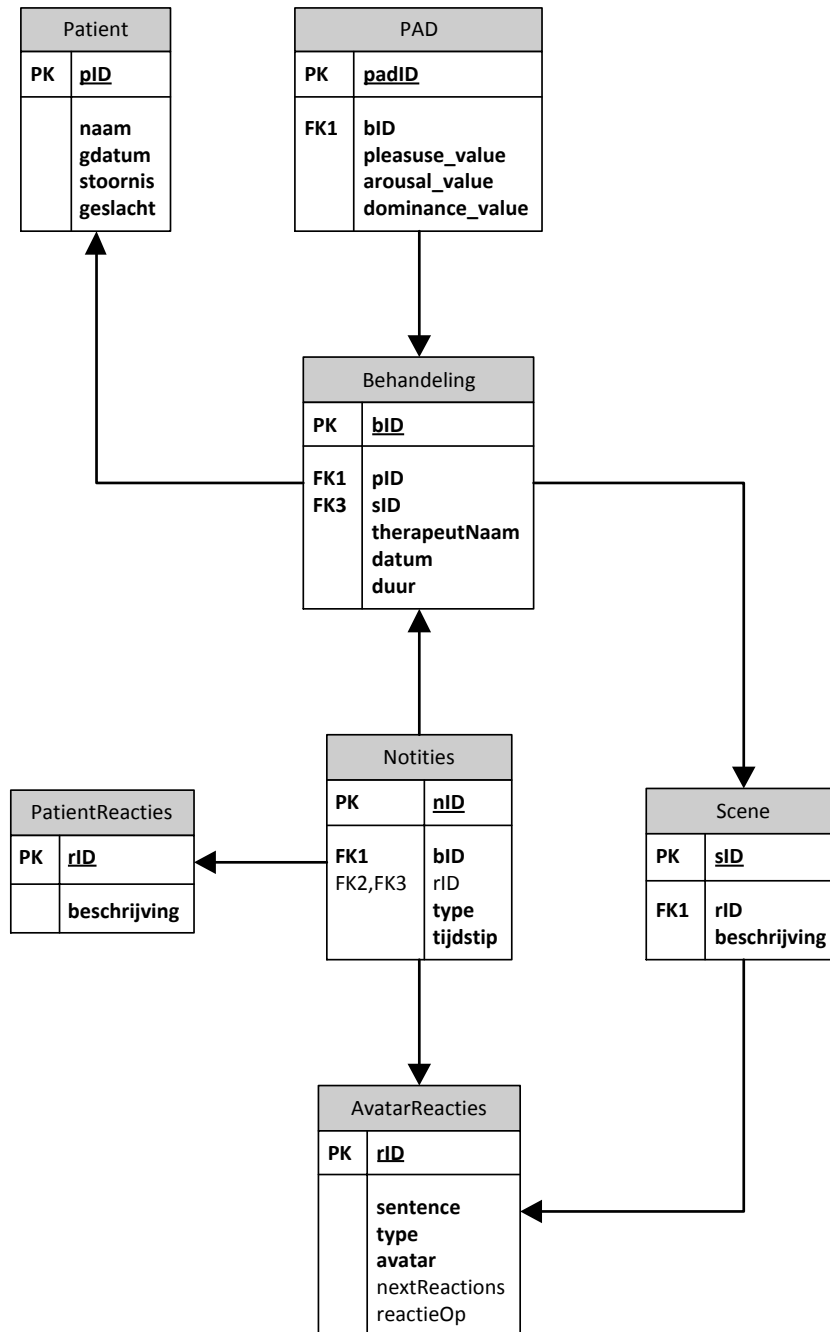 Patient
PK pID
naam
gdatum
stoornis
geslacht
PAD
PK padID
FK1 bID
pleasuse_value
arousal_value
dominance_value
Behandeling
PK bID
FK1 pID
FK3 sID
therapeutNaam
datum
duur
Notities
PK nID
FK1 bID
FK2,FK3 rID
type
tijdstip
PatientReacties
PK rID
beschrijving
Scene
PK sID
FK1 rID
beschrijving
AvatarReacties
PK rID
sentence
type
avatar
nextReactions
reactieOp